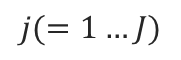 j(= 1 … J)